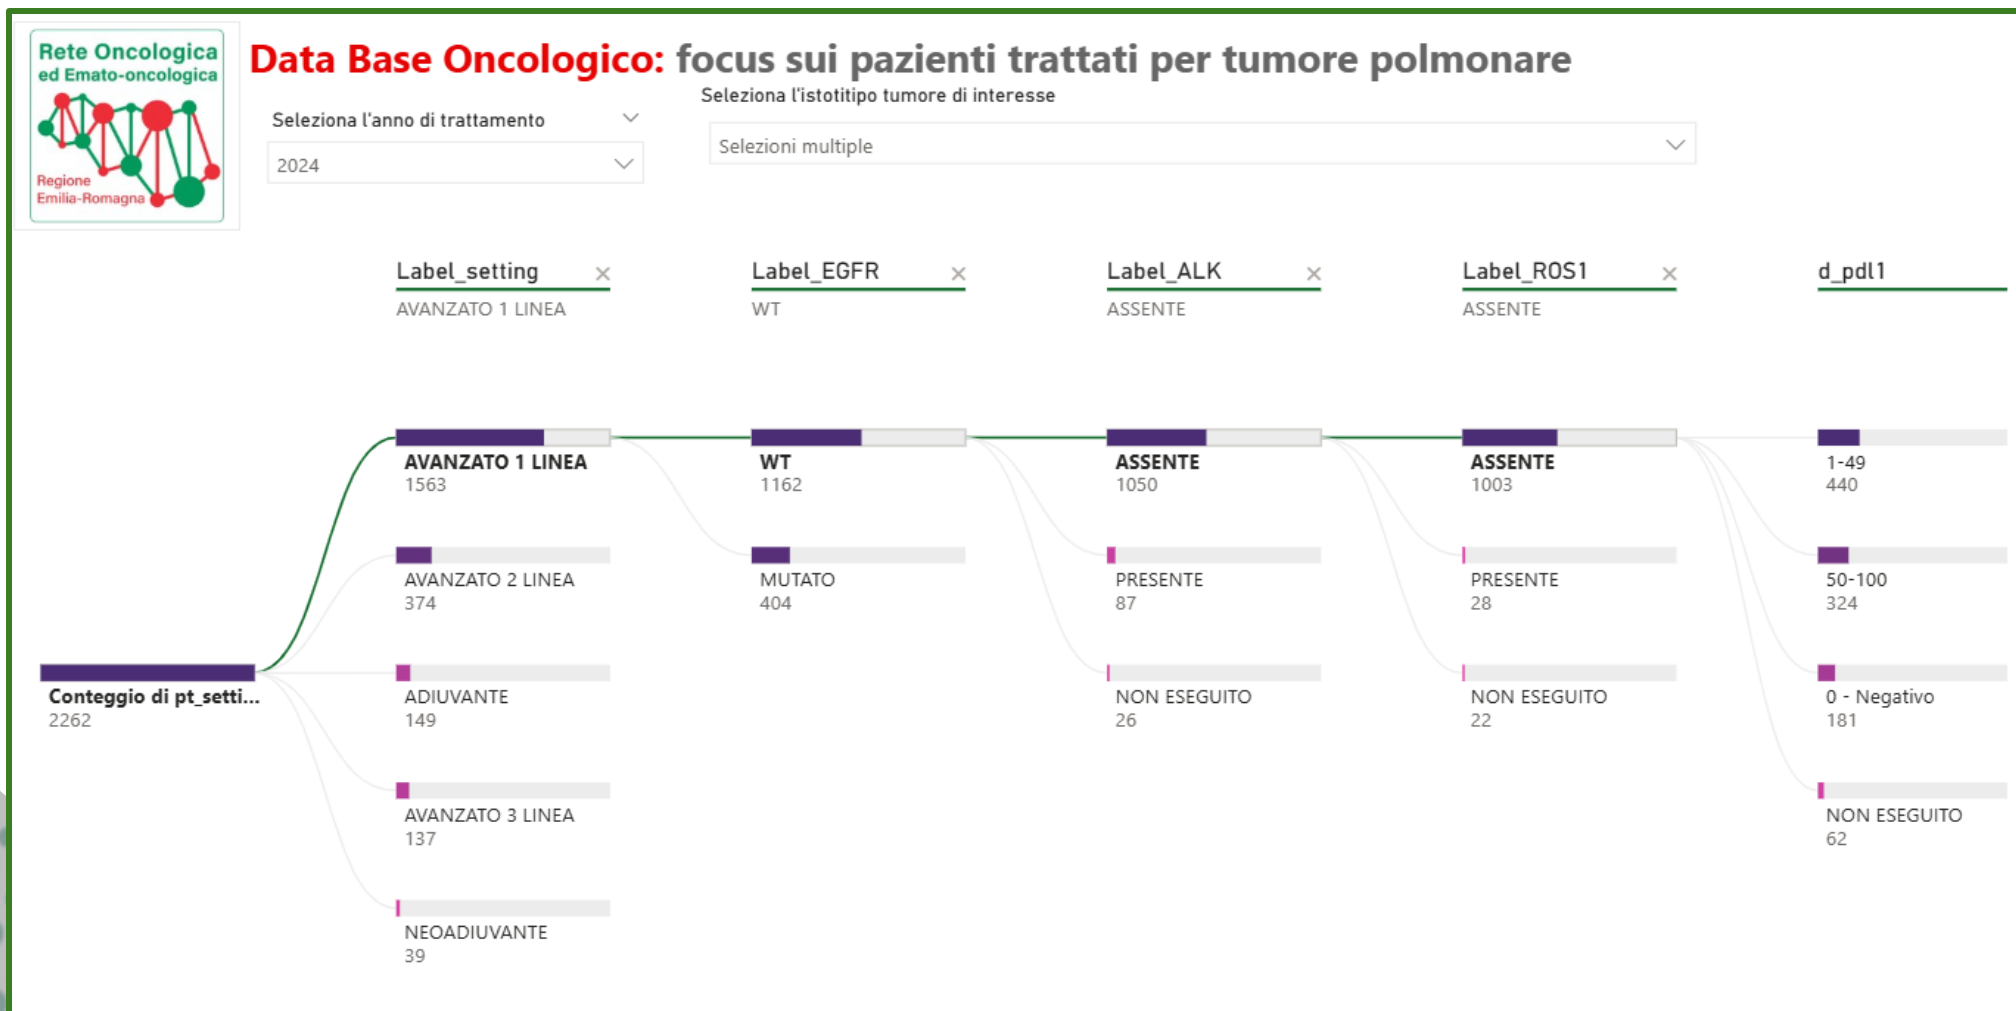 Rete Oncologica
ed Emato-oncologica
Regione
Emilia-Romagna
Data Base Oncologico: focus sui pazienti trattati per tumore polmonare
Seleziona l'anno di trattamento
2024
Seleziona l'istotitipo tumore di interesse
Selezioni multiple
Label_setting
AVANZATO 1 LINEA
Label_EGFR
WT
Label_ALK
ASSENTE
Label_ROS1
ASSENTE
d_pdl1
Conteggio di pt_setti...
2262
AVANZATO 1 LINEA
1563
AVANZATO 2 LINEA
374
ADIUVANTE
149
AVANZATO 3 LINEA
137
NEOADIUVANTE
39
WT
1162
MUTATO
404
ASSENTE
1050
PRESENTE
87
NON ESEGUITO
26
ASSENTE
1003
PRESENTE
28
NON ESEGUITO
22
1-49
440
50-100
324
0 - Negativo
181
NON ESEGUITO
62